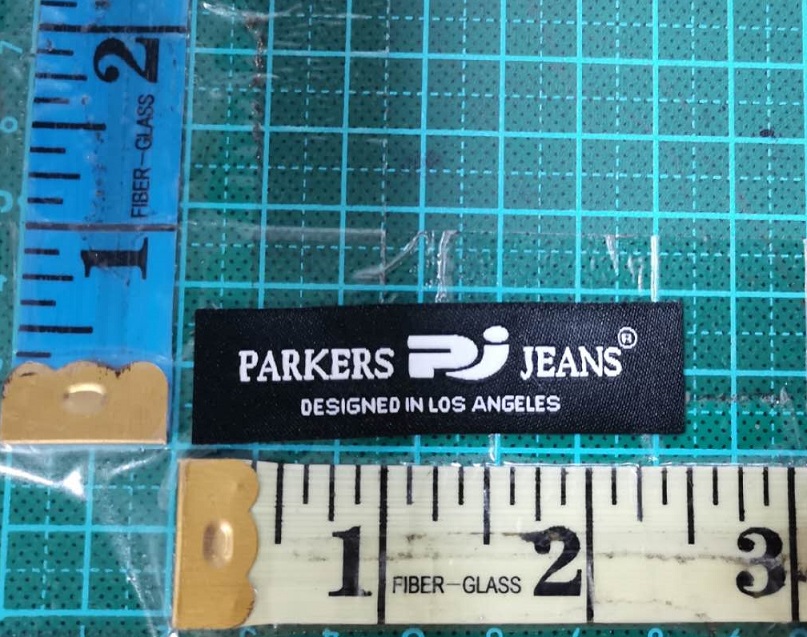 2
FIBER-GLASS
1
PARKERS PJ JEANS®
DESIGNED IN LOS ANGELES
1 FIBER-GLASS 2 3